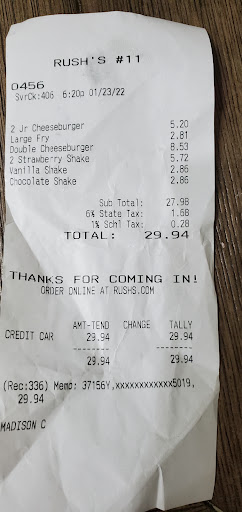 RUSH'S #11
0456
SvrCk:406 6:20p 01/23/22
2 Jr Cheeseburger 5.20
Large Fry 2.81
Double Cheeseburger 8.53
2 Strawberry Shake 5.72
Vanilla Shake 2.86
Chocolate Shake 2.86
Sub Total: 27.98
6% State Tax: 1.68
1% Schl Tax: 0.28
TOTAL: 29.94
THANKS FOR COMING IN!
ORDER ONLINE AT RUSHS.COM
AMT-TEND CHANGE TALLY
CREDIT CAR 29.94 29.94
-------- --------
29.94 29.94
(Rec:336) Memo: 37156Y,xxxxxxxxxxxx5019,
29.94
MADISON C